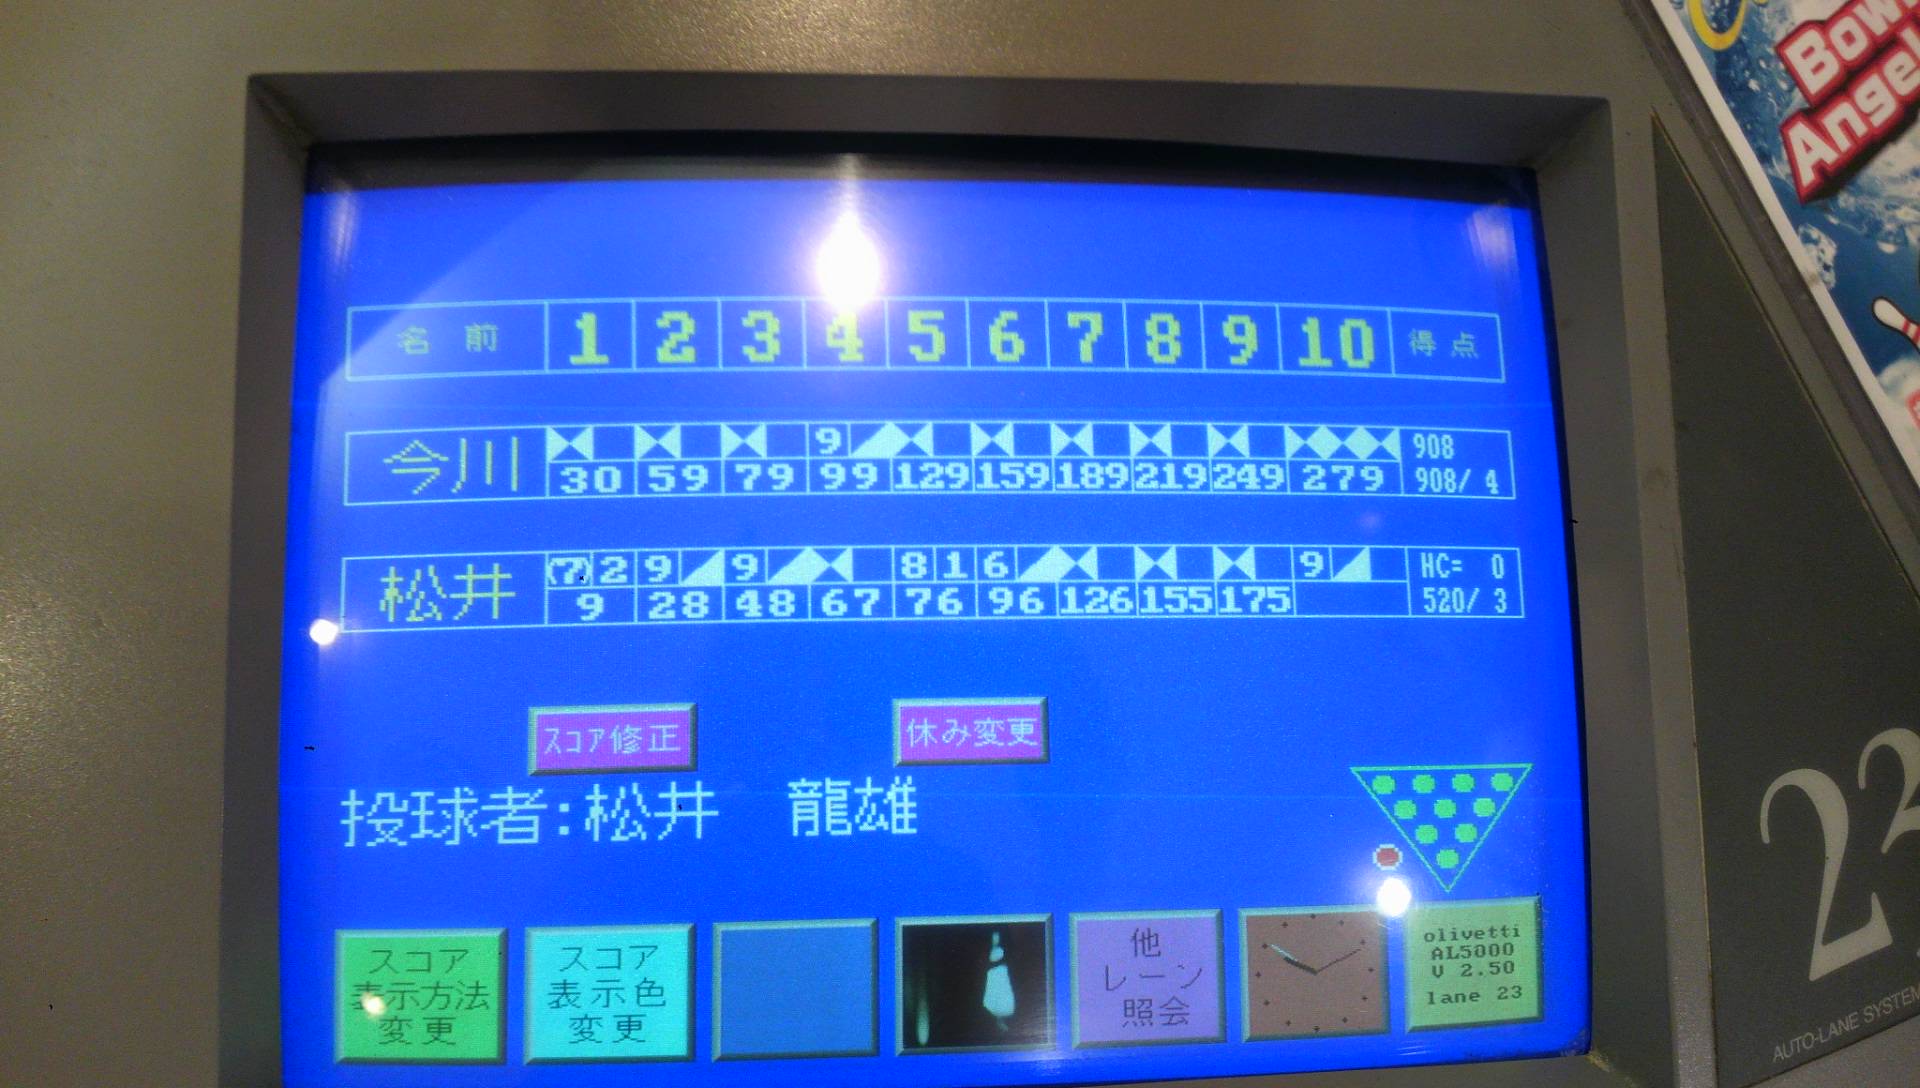 Bow
Angel
名 前 1 2 3 4 5 6 7 8 9 10 得点
今川 9 908
30 59 79 99 129 159 189 219 249 279 908/ 4
松井 (7) 2 9 9 8 1 6 9 HC= 0
9 28 48 67 76 96 126 155 175 520/ 3
スコア修正 休み変更
投球者:松井 龍雄
スコア
表示方法
変更
スコア
表示色
変更
他
レーン
照会
olivetti
AL5000
V 2.50
lane 23
23
AUTO-LANE SYSTEM